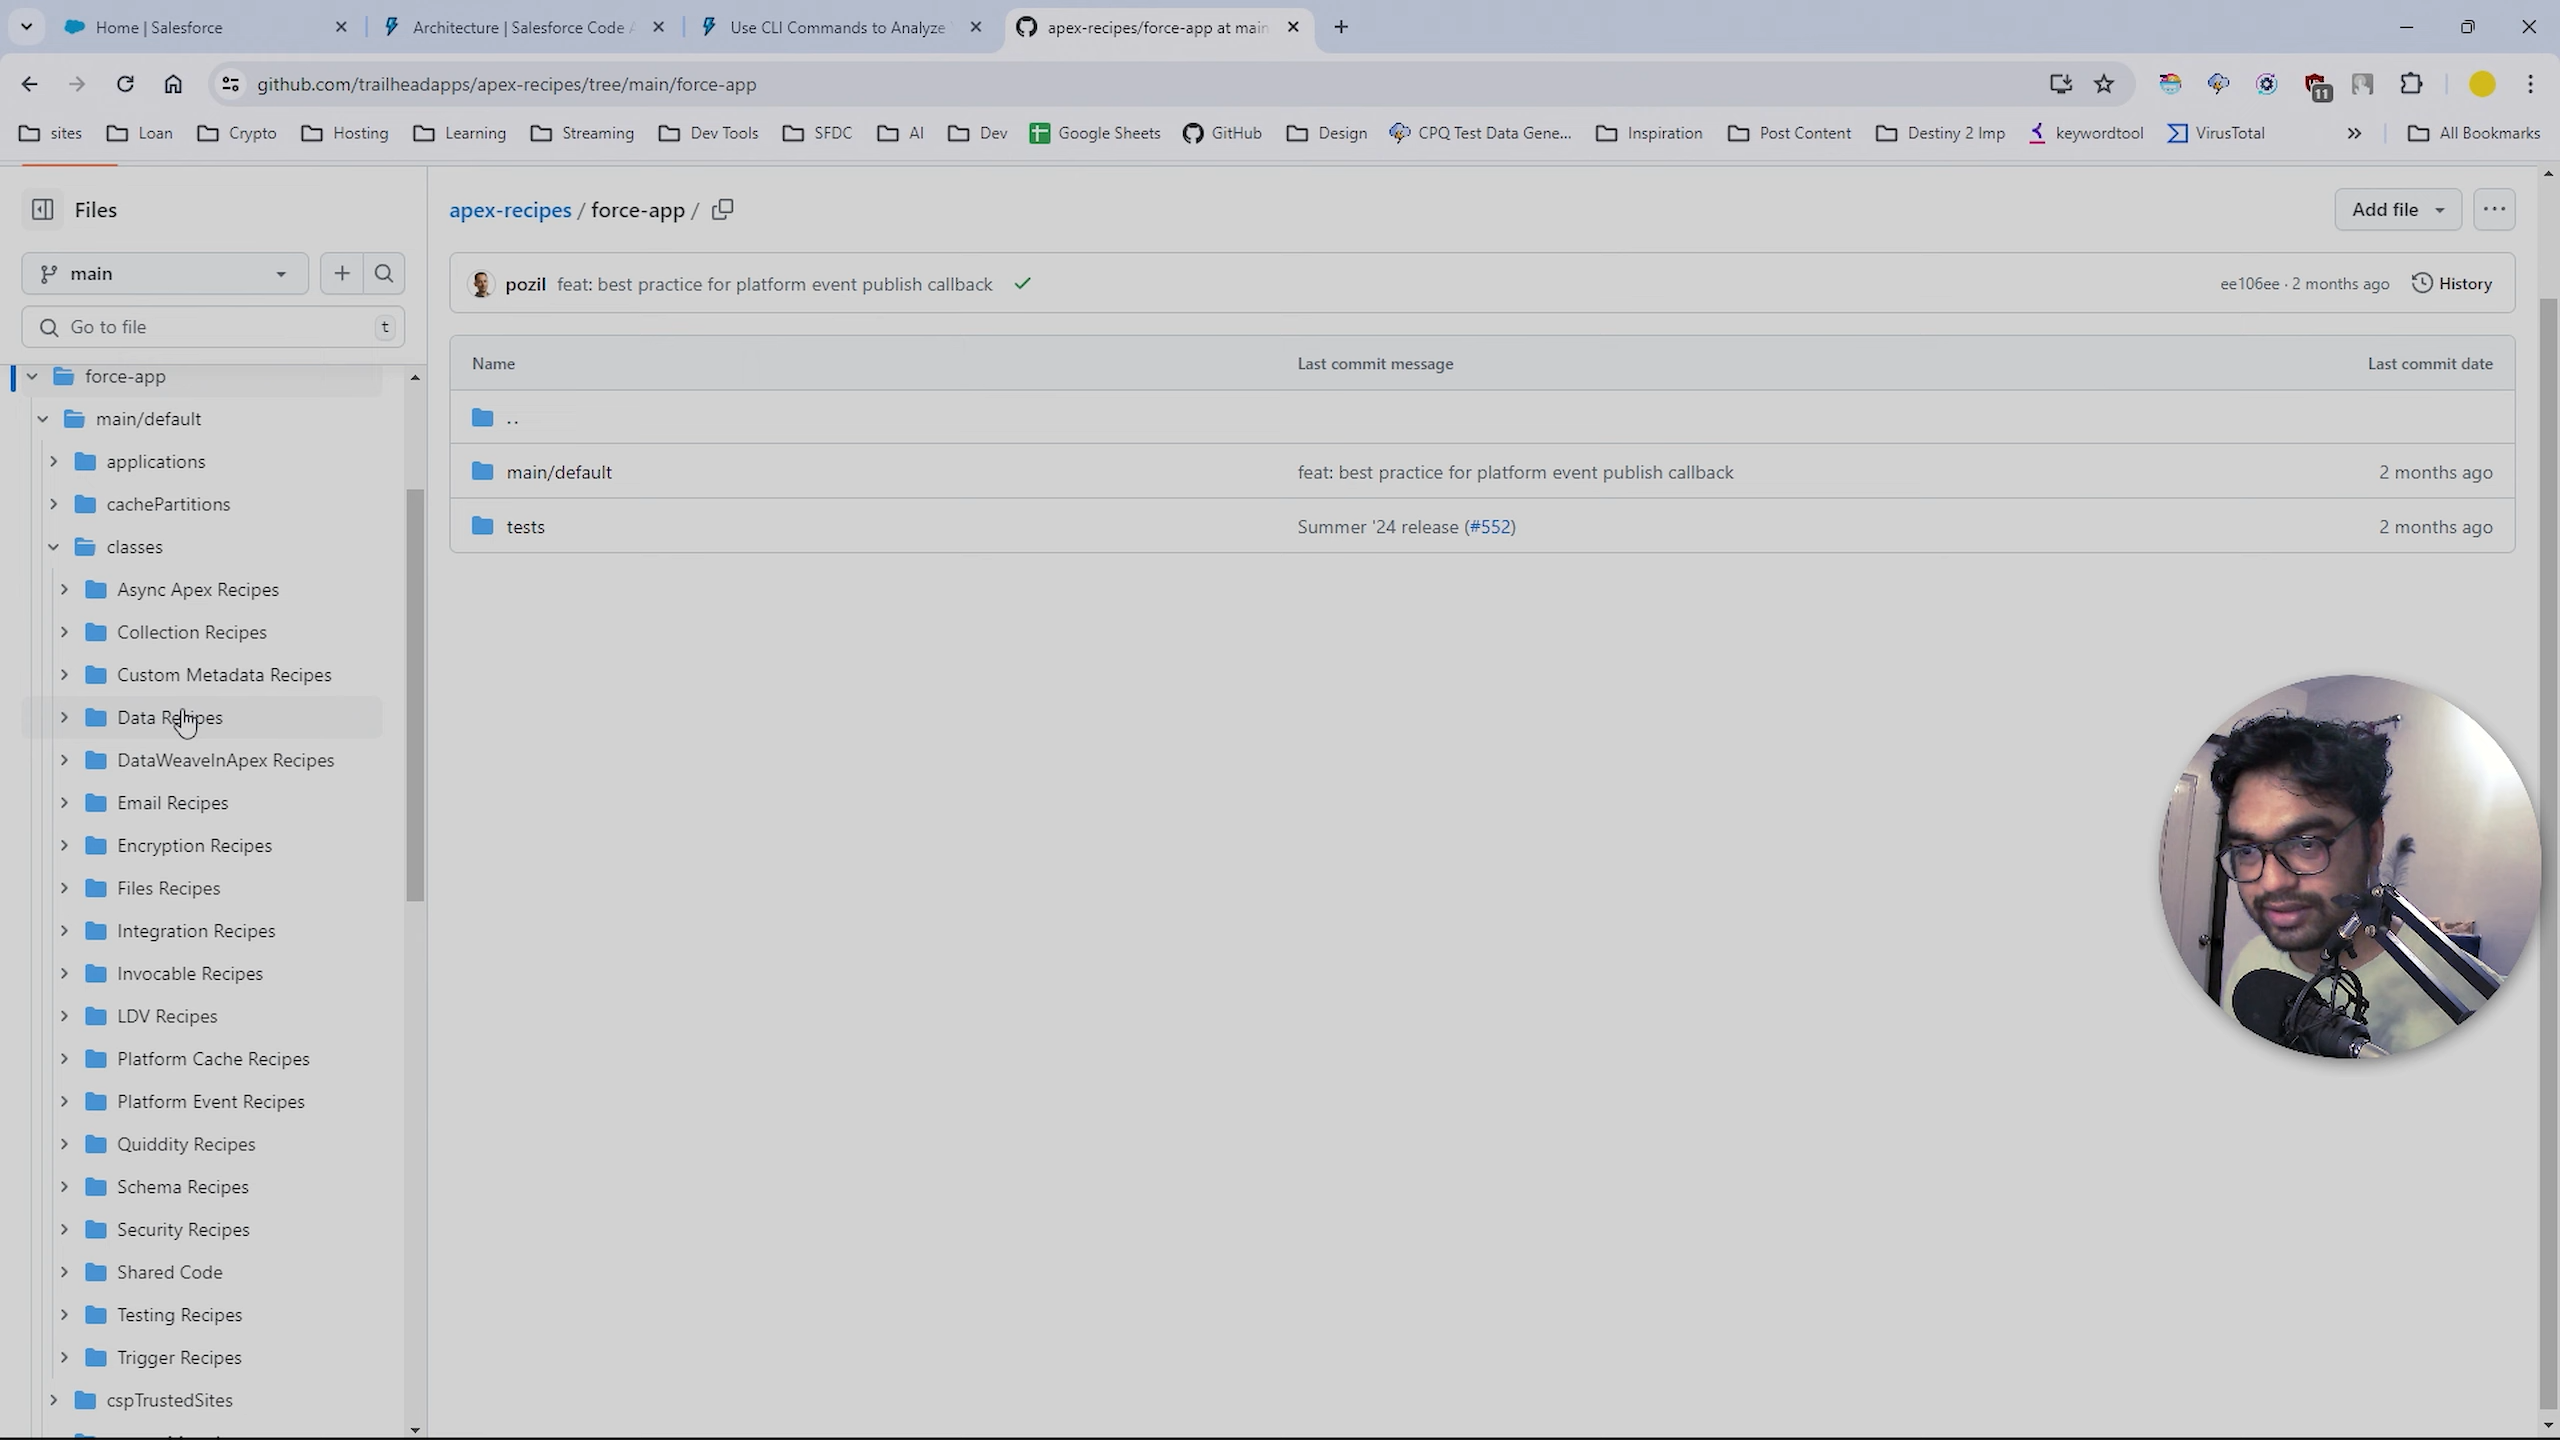 Home | Salesforce
Architecture | Salesforce Code A
Use CLI Commands to Analyze
apex-recipes/force-app at main
github.com/trailheadapps/apex-recipes/tree/main/force-app
11
sites Loan Crypto Hosting Learning Streaming Dev Tools SFDC AI Dev Google Sheets GitHub Design CPQ Test Data Gene... Inspiration Post Content Destiny 2 Imp keywordtool VirusTotal » All Bookmarks
Files
main
Go to file t
force-app
main/default
applications
cachePartitions
classes
Async Apex Recipes
Collection Recipes
Custom Metadata Recipes
Data Recipes
DataWeaveInApex Recipes
Email Recipes
Encryption Recipes
Files Recipes
Integration Recipes
Invocable Recipes
LDV Recipes
Platform Cache Recipes
Platform Event Recipes
Quiddity Recipes
Schema Recipes
Security Recipes
Shared Code
Testing Recipes
Trigger Recipes
cspTrustedSites
apex-recipes / force-app /
Add file
pozil feat: best practice for platform event publish callback
ee106ee · 2 months ago History
Name Last commit message Last commit date
..
main/default feat: best practice for platform event publish callback 2 months ago
tests Summer '24 release (#552) 2 months ago